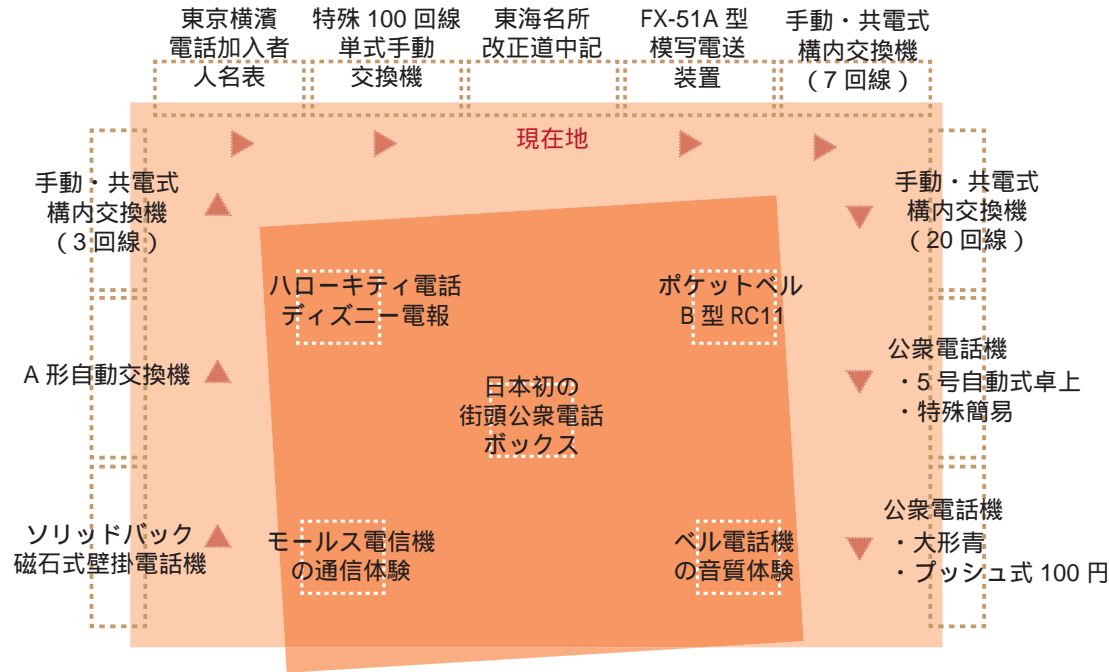 東京横濱
電話加入者
人名表
特殊 100 回線
単式手動
交換機
東海名所
改正道中記
FX-51A 型
模写電送
装置
手動・共電式
構内交換機
（7 回線）
現在地
手動・共電式
構内交換機
（3 回線）
手動・共電式
構内交換機
（20 回線）
ハローキティ電話
ディズニー電報
ポケットベル
B 型 RC11
A 形自動交換機
日本初の
街頭公衆電話
ボックス
公衆電話機
・5 号自動式卓上
・特殊簡易
ソリッドバック
磁石式壁掛電話機
モールス電信機
の通信体験
ベル電話機
の音質体験
公衆電話機
・大形青
・プッシュ式 100 円